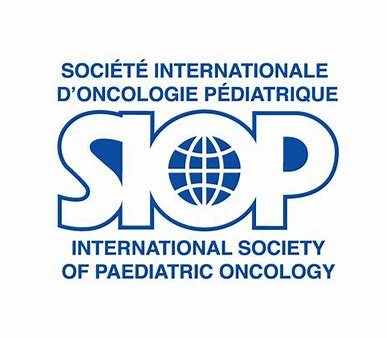 SOCIÉTÉ INTERNATIONALE
D'ONCOLOGIE PÉDIATRIQUE
SIOP
INTERNATIONAL SOCIETY
OF PAEDIATRIC ONCOLOGY